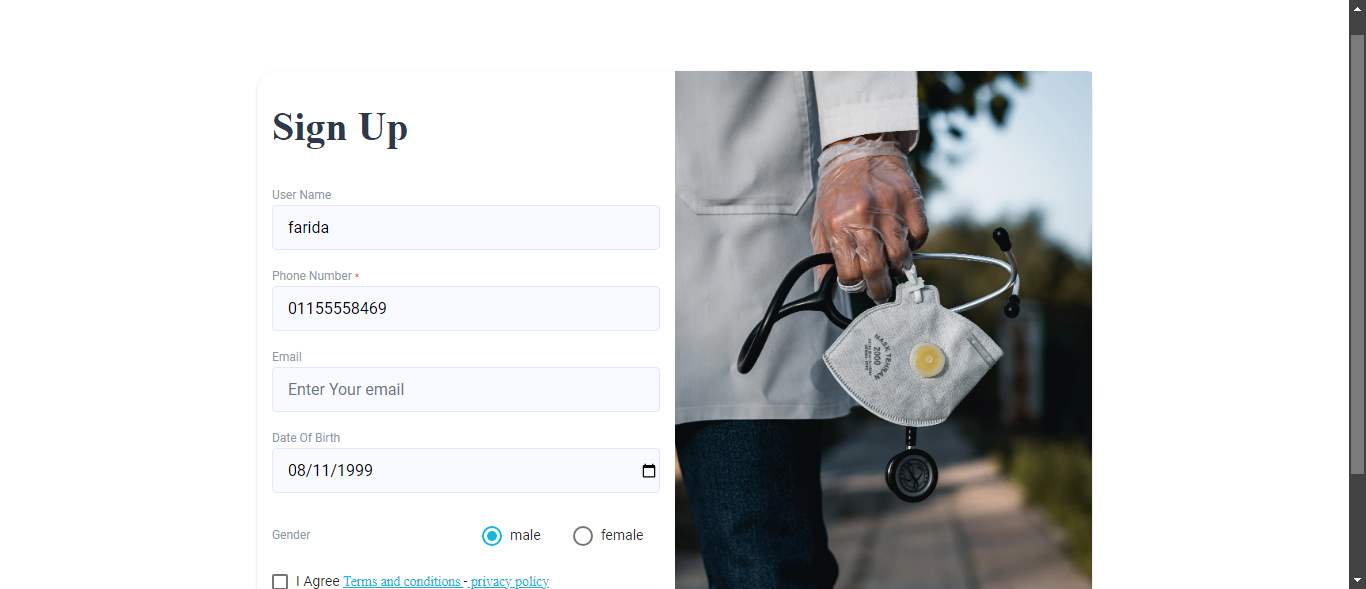 Sign Up
User Name
farida
Phone Number *
01155558469
Email
Enter Your email
Date Of Birth
08/11/1999
Gender male female
I Agree Terms and conditions - privacy policy
MASK TEHRAN
2000